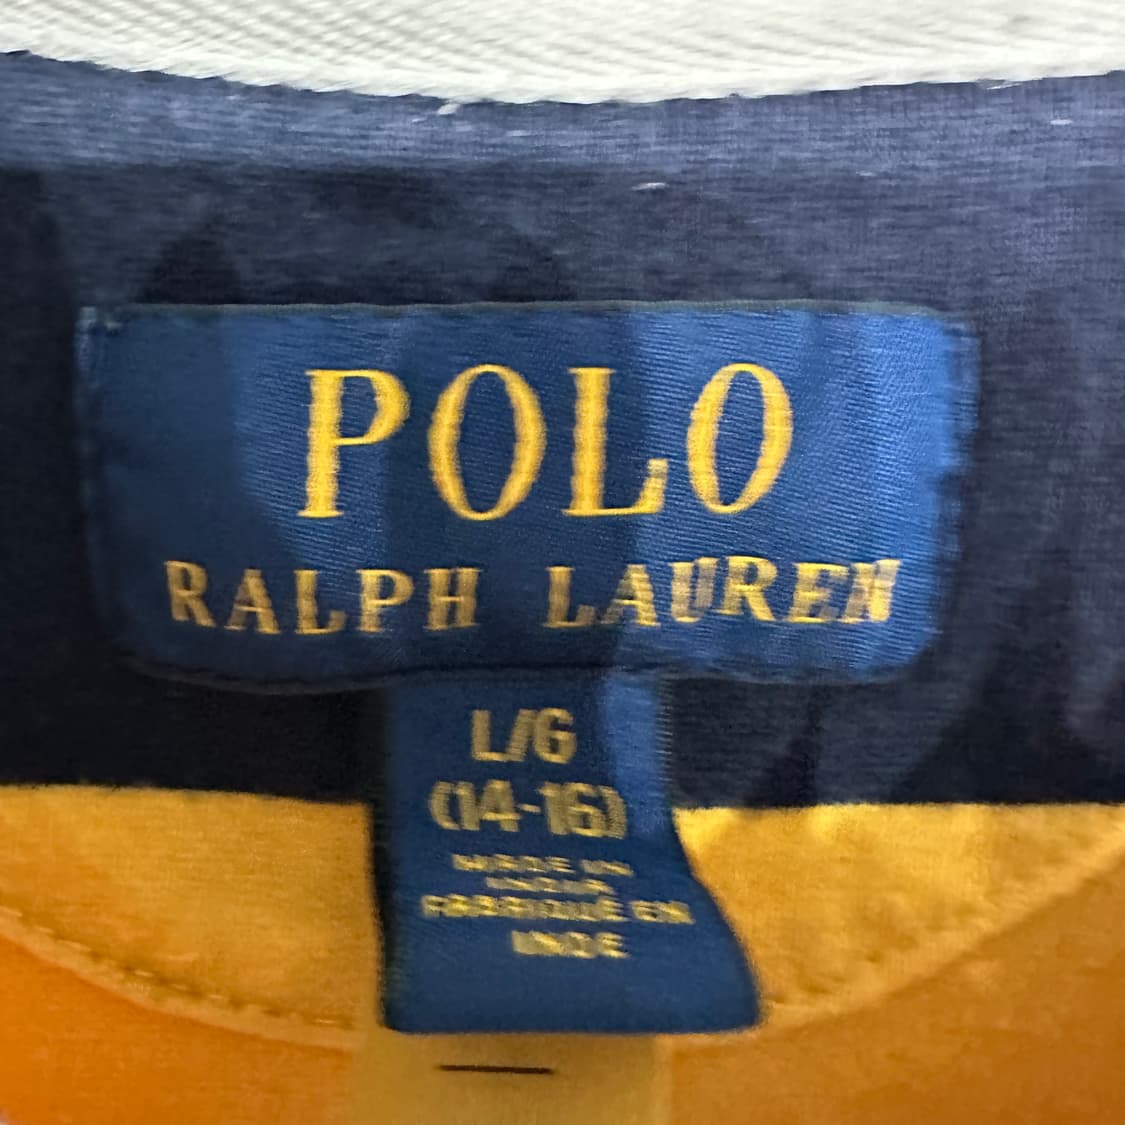 POLO
RALPH LAUREN
L/G
(14-16)
MADE IN
INDIA
FABRIQUÉ EN
INDE